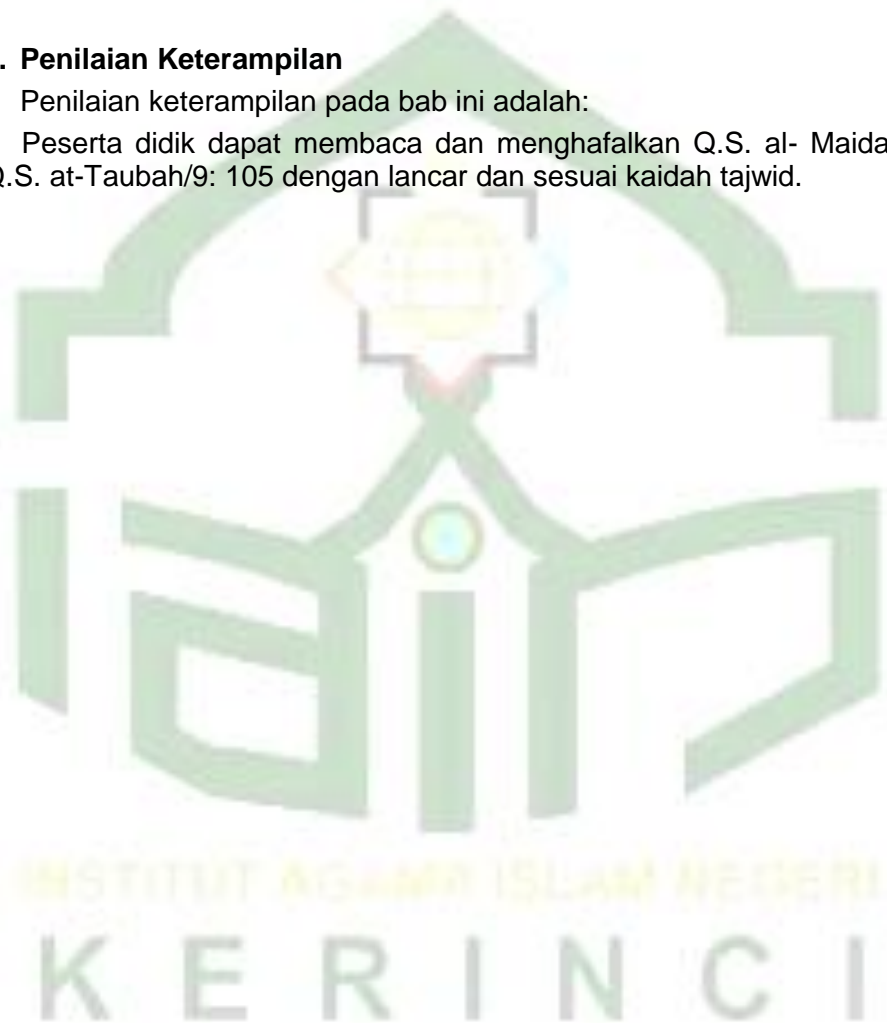 . Penilaian Keterampilan
Penilaian keterampilan pada bab ini adalah:
Peserta didik dapat membaca dan menghafalkan Q.S. al- Maida
Q.S. at-Taubah/9: 105 dengan lancar dan sesuai kaidah tajwid.
INSTITUT AGAMA ISLAM NEGERI
KERINCI